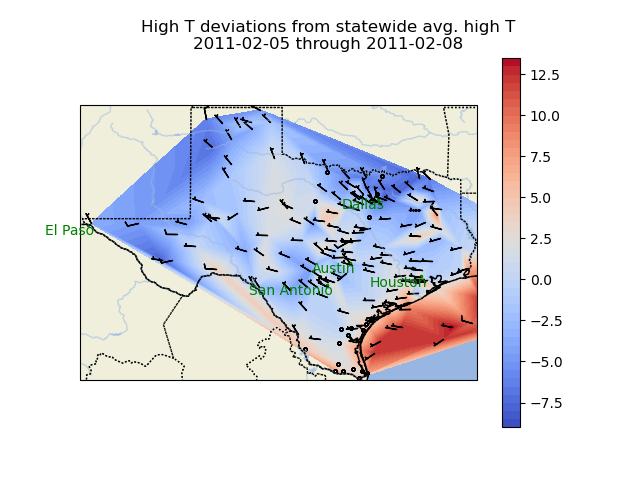 High T deviations from statewide avg. high T
2011-02-05 through 2011-02-08
12.5
10.0
7.5
5.0
2.5
0.0
−2.5
−5.0
−7.5
Dallas
El Paso
Austin
San Antonio
Houston